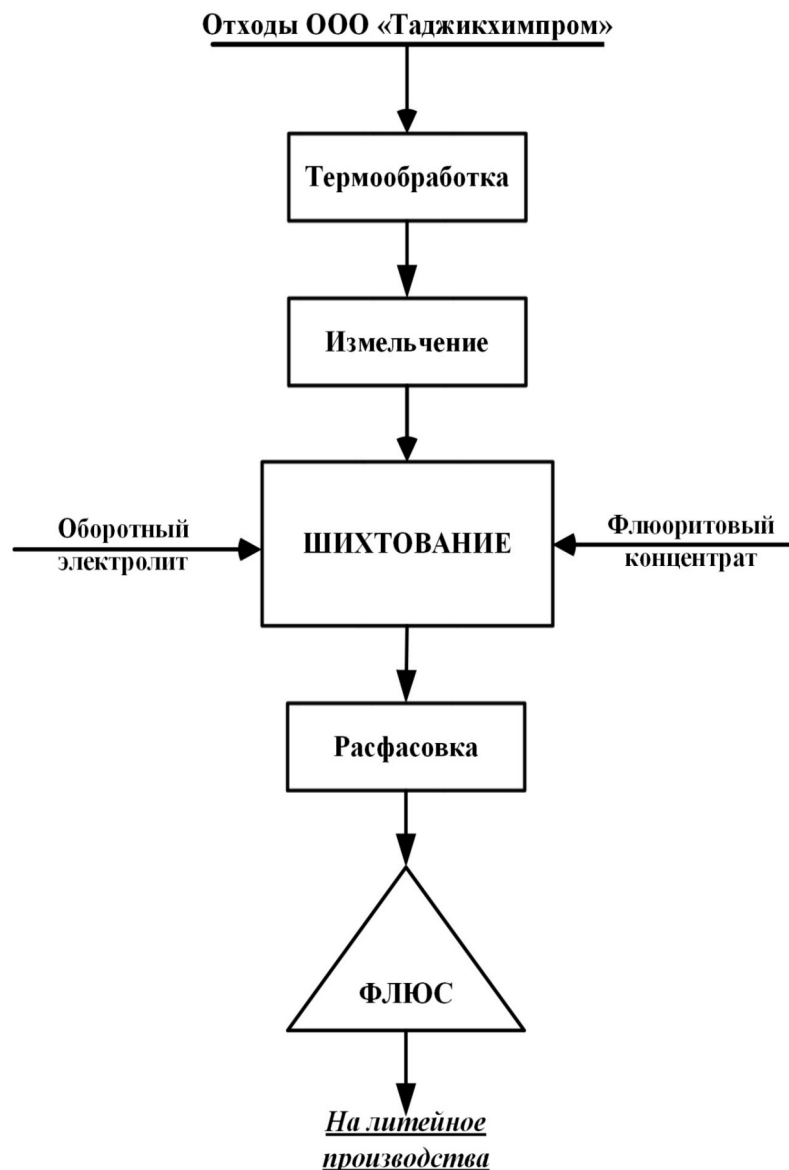 Отходы ООО «Таджикхимпром»
Термообработка
Измельчение
Оборотный
электролит
ШИХТОВАНИЕ
Флюоритовый
концентрат
Расфасовка
ФЛЮС
На литейное
производства